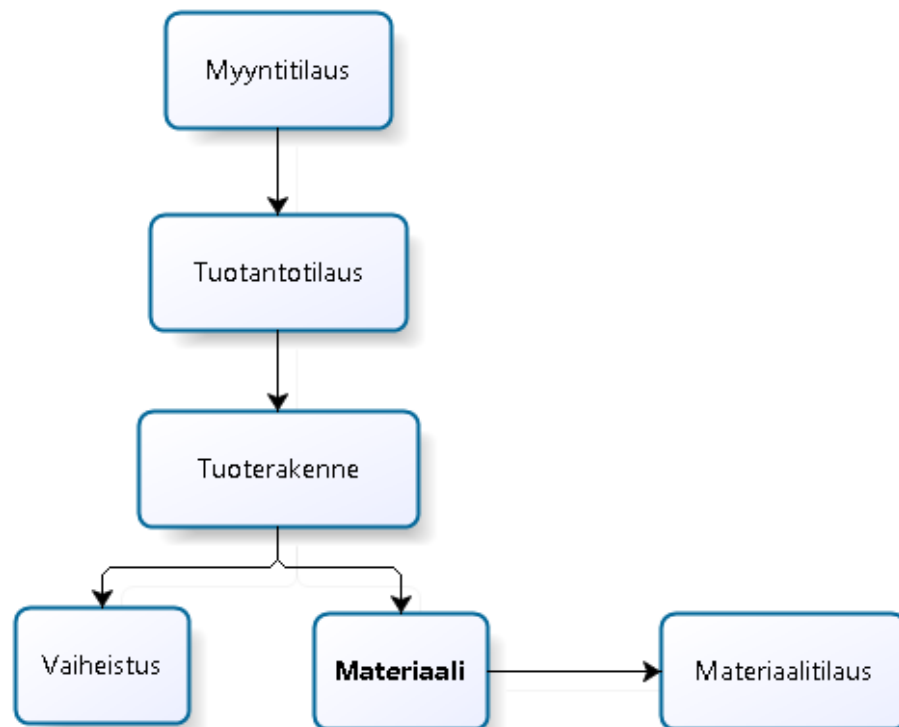 Myyntitilaus
Tuotantotilaus
Tuoterakenne
Vaiheistus
Materiaali
Materiaalitilaus